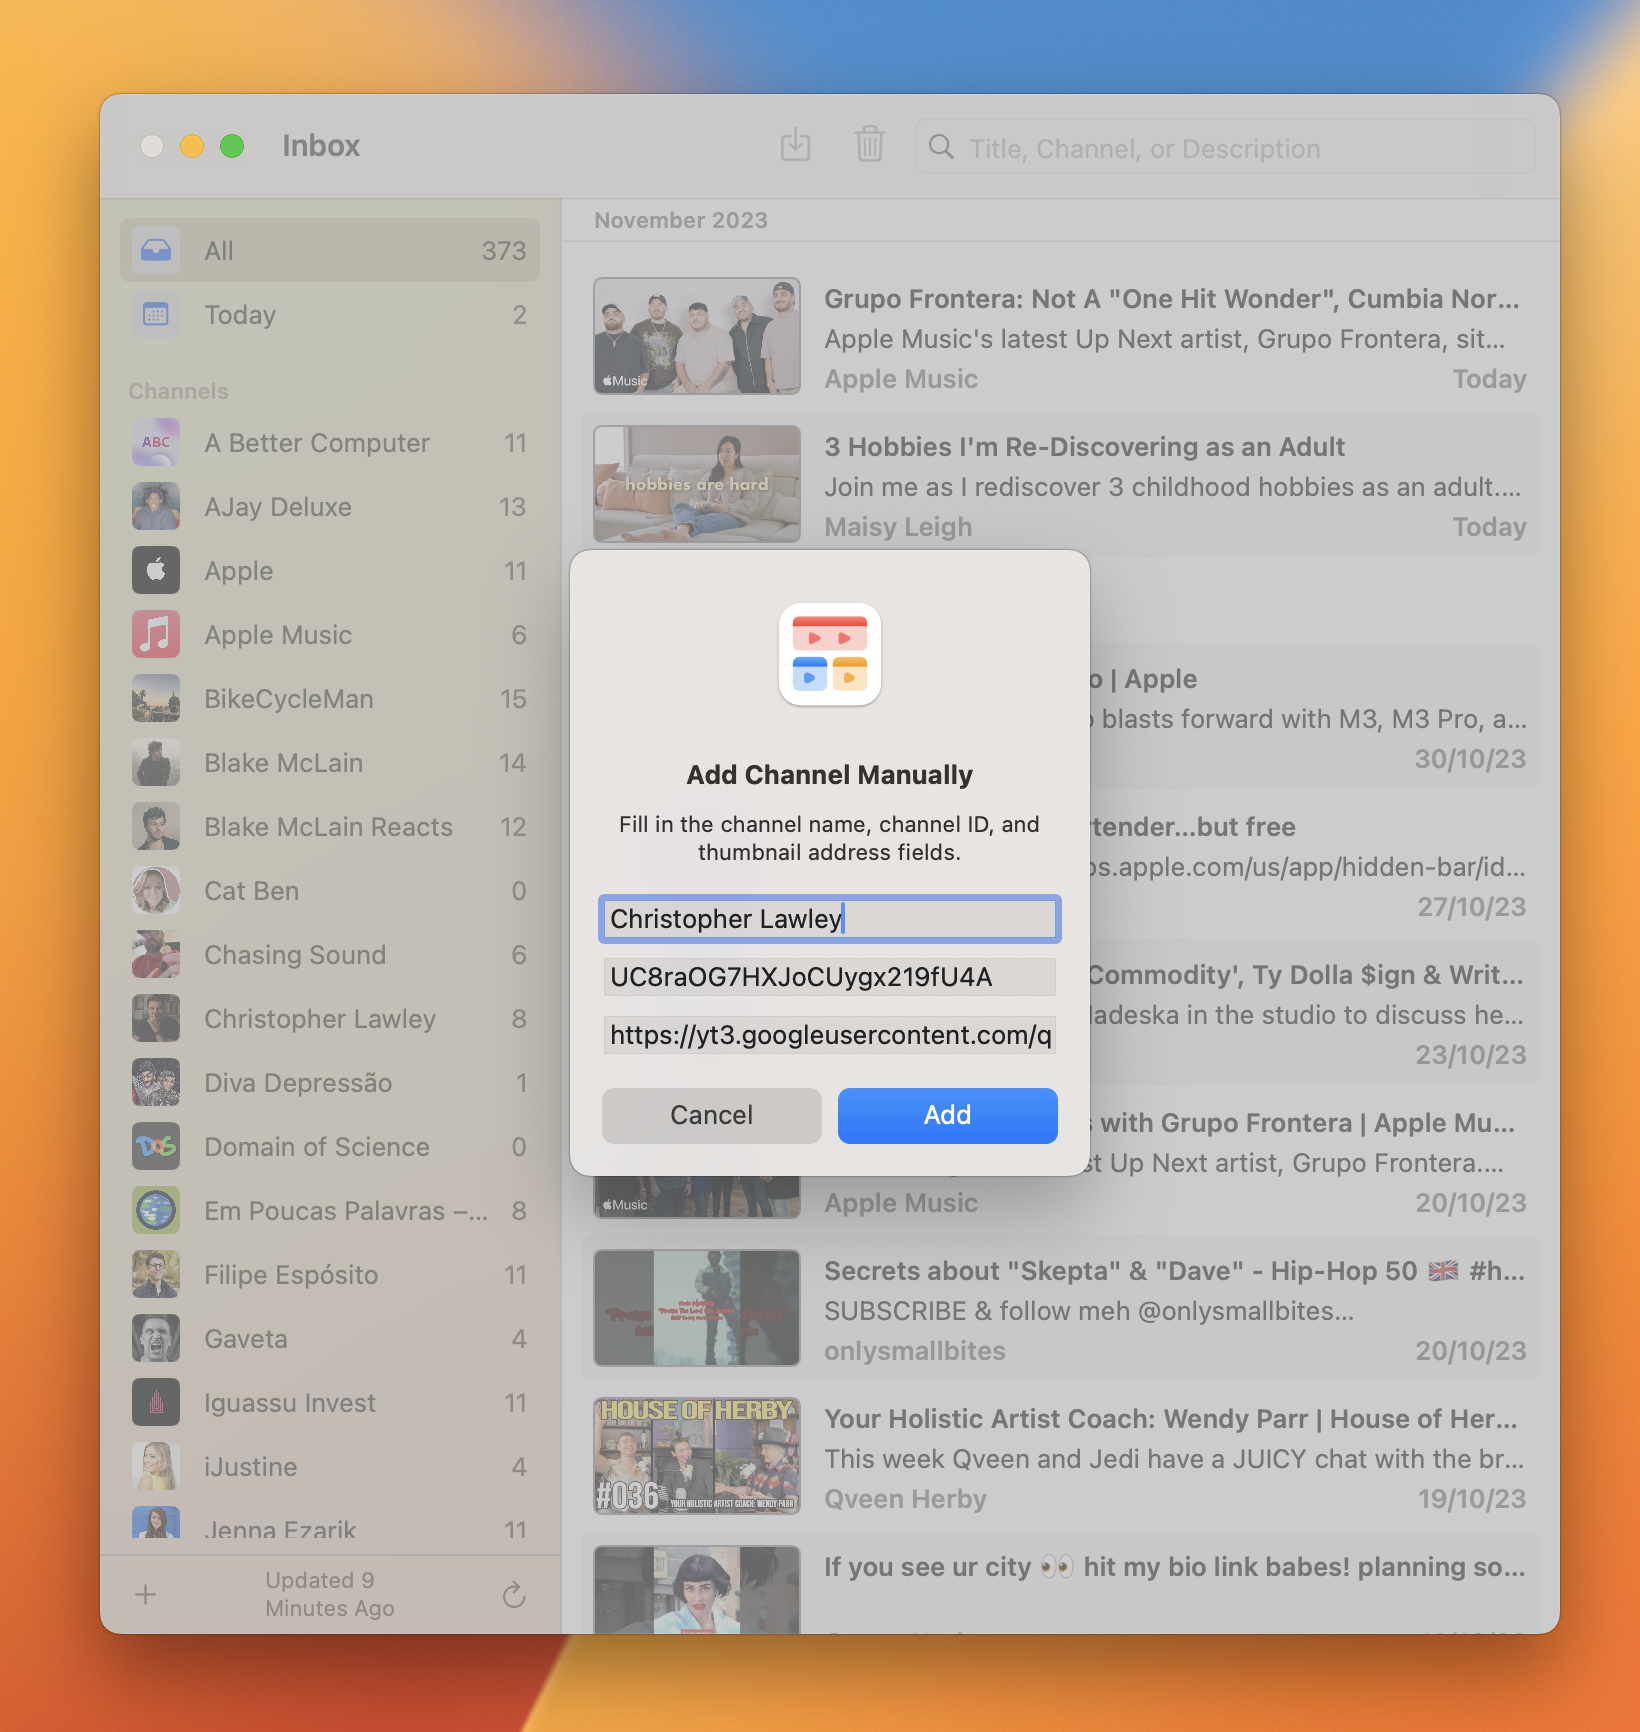 Inbox
Title, Channel, or Description
All 373
Today 2
Channels
ABC
A Better Computer 11
AJay Deluxe 13
Apple 11
Apple Music 6
BikeCycleMan 15
Blake McLain 14
Blake McLain Reacts 12
Cat Ben 0
Chasing Sound 6
Christopher Lawley 8
Diva Depressão 1
DOS
Domain of Science 0
Em Poucas Palavras –... 8
Filipe Espósito 11
Gaveta 4
Iguassu Invest 11
iJustine 4
Jenna Ezarik 11
Updated 9
Minutes Ago
November 2023
Music
Grupo Frontera: Not A "One Hit Wonder", Cumbia Nor...
Apple Music's latest Up Next artist, Grupo Frontera, sit...
Apple Music Today
hobbies are hard
3 Hobbies I'm Re-Discovering as an Adult
Join me as I rediscover 3 childhood hobbies as an adult....
Maisy Leigh Today
o | Apple
blasts forward with M3, M3 Pro, a...
30/10/23
tender...but free
os.apple.com/us/app/hidden-bar/id...
27/10/23
Commodity', Ty Dolla $ign & Writ...
ladeska in the studio to discuss he...
23/10/23
s with Grupo Frontera | Apple Mu...
st Up Next artist, Grupo Frontera....
Music
Apple Music 20/10/23
Secrets about "Skepta" & "Dave" - Hip-Hop 50 🇬🇧 #h...
SUBSCRIBE & follow meh @onlysmallbites...
onlysmallbites 20/10/23
HOUSE OF HERBY
#036 YOUR HOLISTIC ARTIST COACH: WENDY PARR
Your Holistic Artist Coach: Wendy Parr | House of Her...
This week Qveen and Jedi have a JUICY chat with the br...
Qveen Herby 19/10/23
If you see ur city 👀 hit my bio link babes! planning so...
Add Channel Manually
Fill in the channel name, channel ID, and
thumbnail address fields.
Christopher Lawley
UC8raOG7HXJoCUygx219fU4A
https://yt3.googleusercontent.com/q
Cancel Add